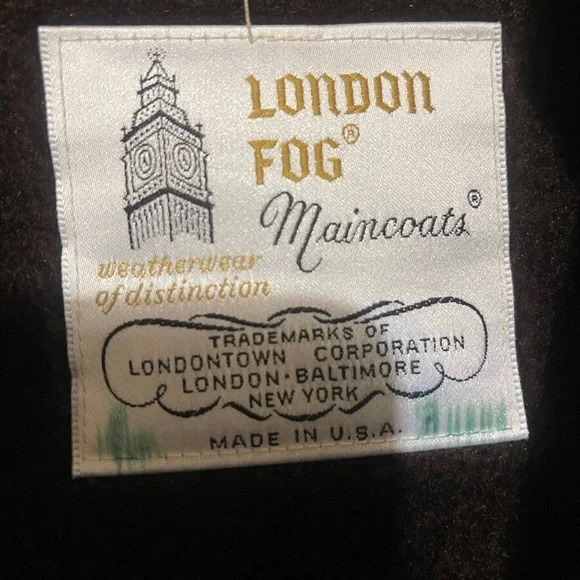 LONDON
FOG®
Maincoats®
weatherwear
of distinction
TRADEMARKS OF
LONDONTOWN CORPORATION
LONDON·BALTIMORE
NEW YORK
MADE IN U.S.A.